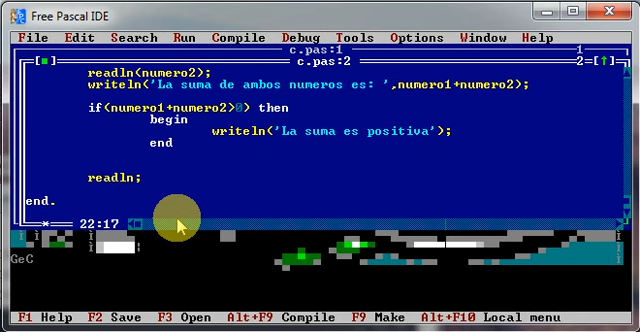 Free Pascal IDE
File Edit Search Run Compile Debug Tools Options Window Help
c.pas:1 1
c.pas:2 2=[↑]
readln(numero2);
writeln('La suma de ambos numeros es: ',numero1+numero2);
if(numero1+numero2>0) then
begin
writeln('La suma es positiva');
end
readln;
end.
22:17
GeC
F1 Help F2 Save F3 Open Alt+F9 Compile F9 Make Alt+F10 Local menu